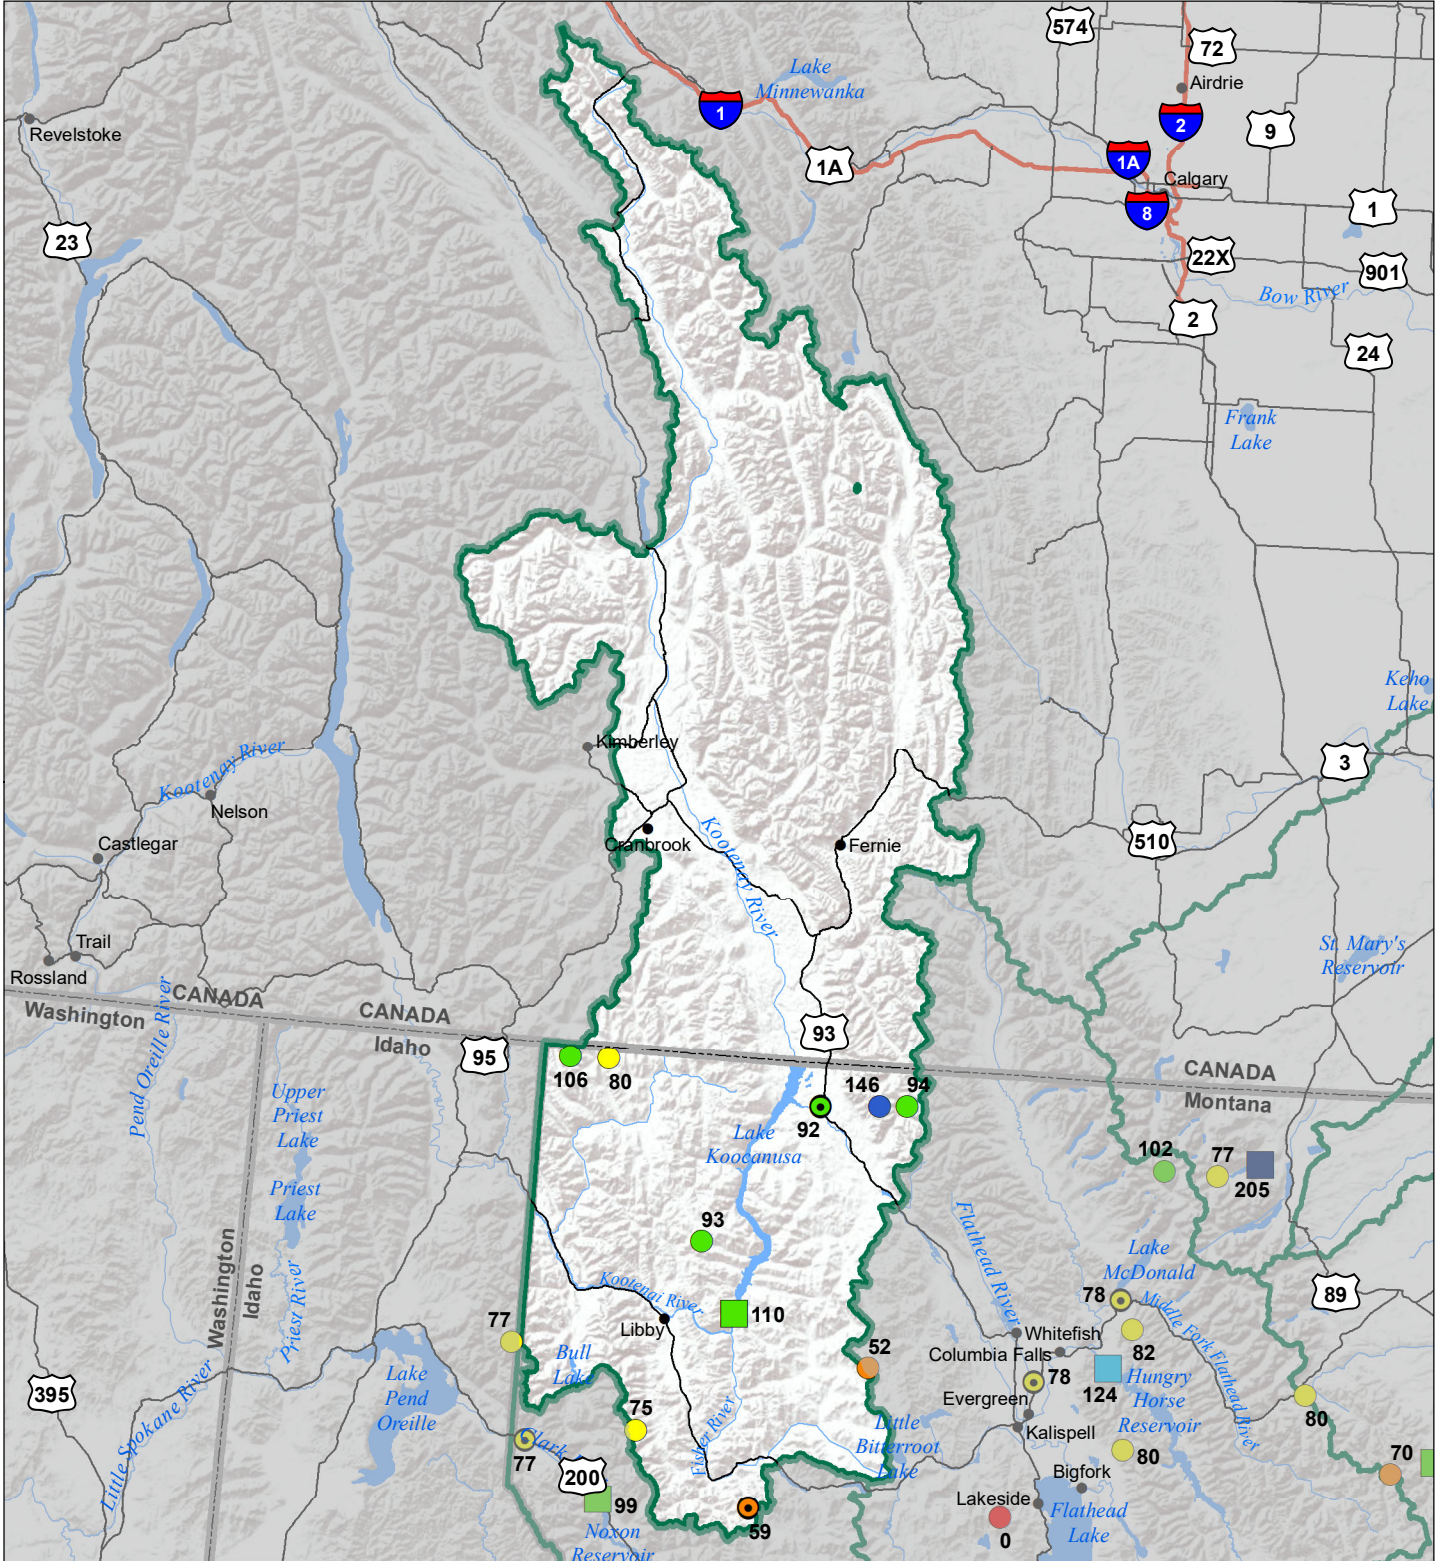 574
72
Airdrie
Lake
Minnewanka
1
2
9
Revelstoke
1A
1A
Calgary
8
1
23
22X
901
Bow River
2
24
Frank
Lake
Keho
Lake
Kimberley
Kootenay River
3
Nelson
Castlegar
Cranbrook
Kootenay River
Fernie
510
Trail
Rossland
St. Mary's
Reservoir
CANADA
Washington
CANADA
Idaho
Pend Oreille River
95
93
106
80
146
94
CANADA
Montana
92
Upper
Priest
Lake
Lake
Koocanusa
102
77
205
Priest
Lake
93
Flathead River
Washington
Idaho
Priest River
Lake
McDonald
Kootenai River
78
89
Middle Fork Flathead River
110
77
Libby
Whitefish
82
Columbia Falls
Bull
Lake
52
78
124
Hungry
Horse
Reservoir
Lake
Pend
Oreille
395
Evergreen
80
Little Spokane River
75
Fisher River
Little
Bitterroot
Lake
Kalispell
Clark
77
80
70
200
Bigfork
99
Lakeside
59
Flathead
Lake
0
Noxon
Reservoir